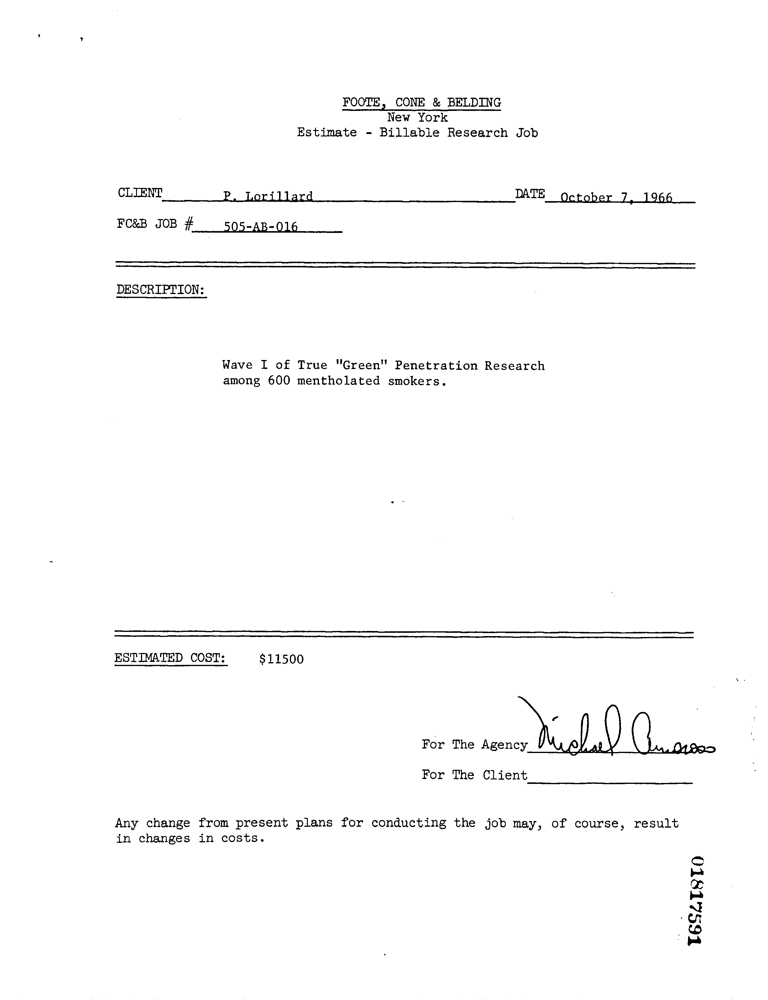 FOOTE, CONE & BELDING
New York
Estimate - Billable Research Job
CLIENT P. Lorillard DATE October 7, 1966
FC&B JOB # 505-AB-016
DESCRIPTION:
Wave I of True "Green" Penetration Research
among 600 mentholated smokers.
ESTIMATED COST: $11500
For The Agency Michael
For The Client
Any change from present plans for conducting the job may, of course, result
in changes in costs.
01817591